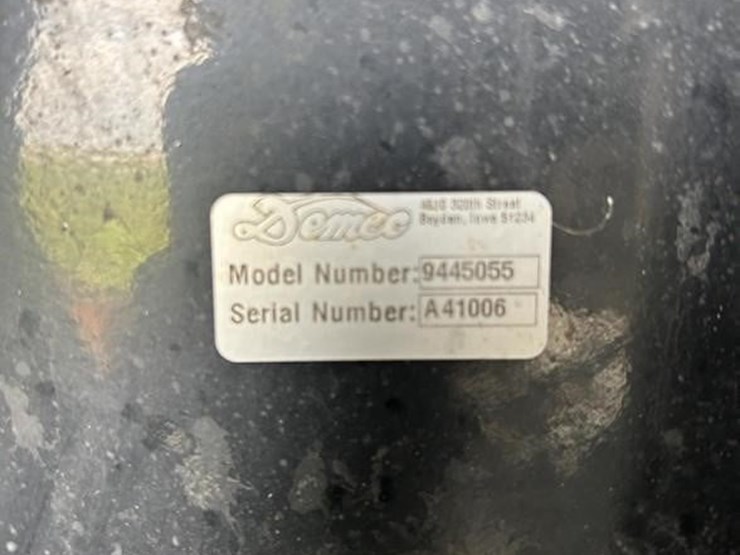 Demco
4010 320th Street
Boyden, Iowa 51234
Model Number: 9445055
Serial Number: A41006